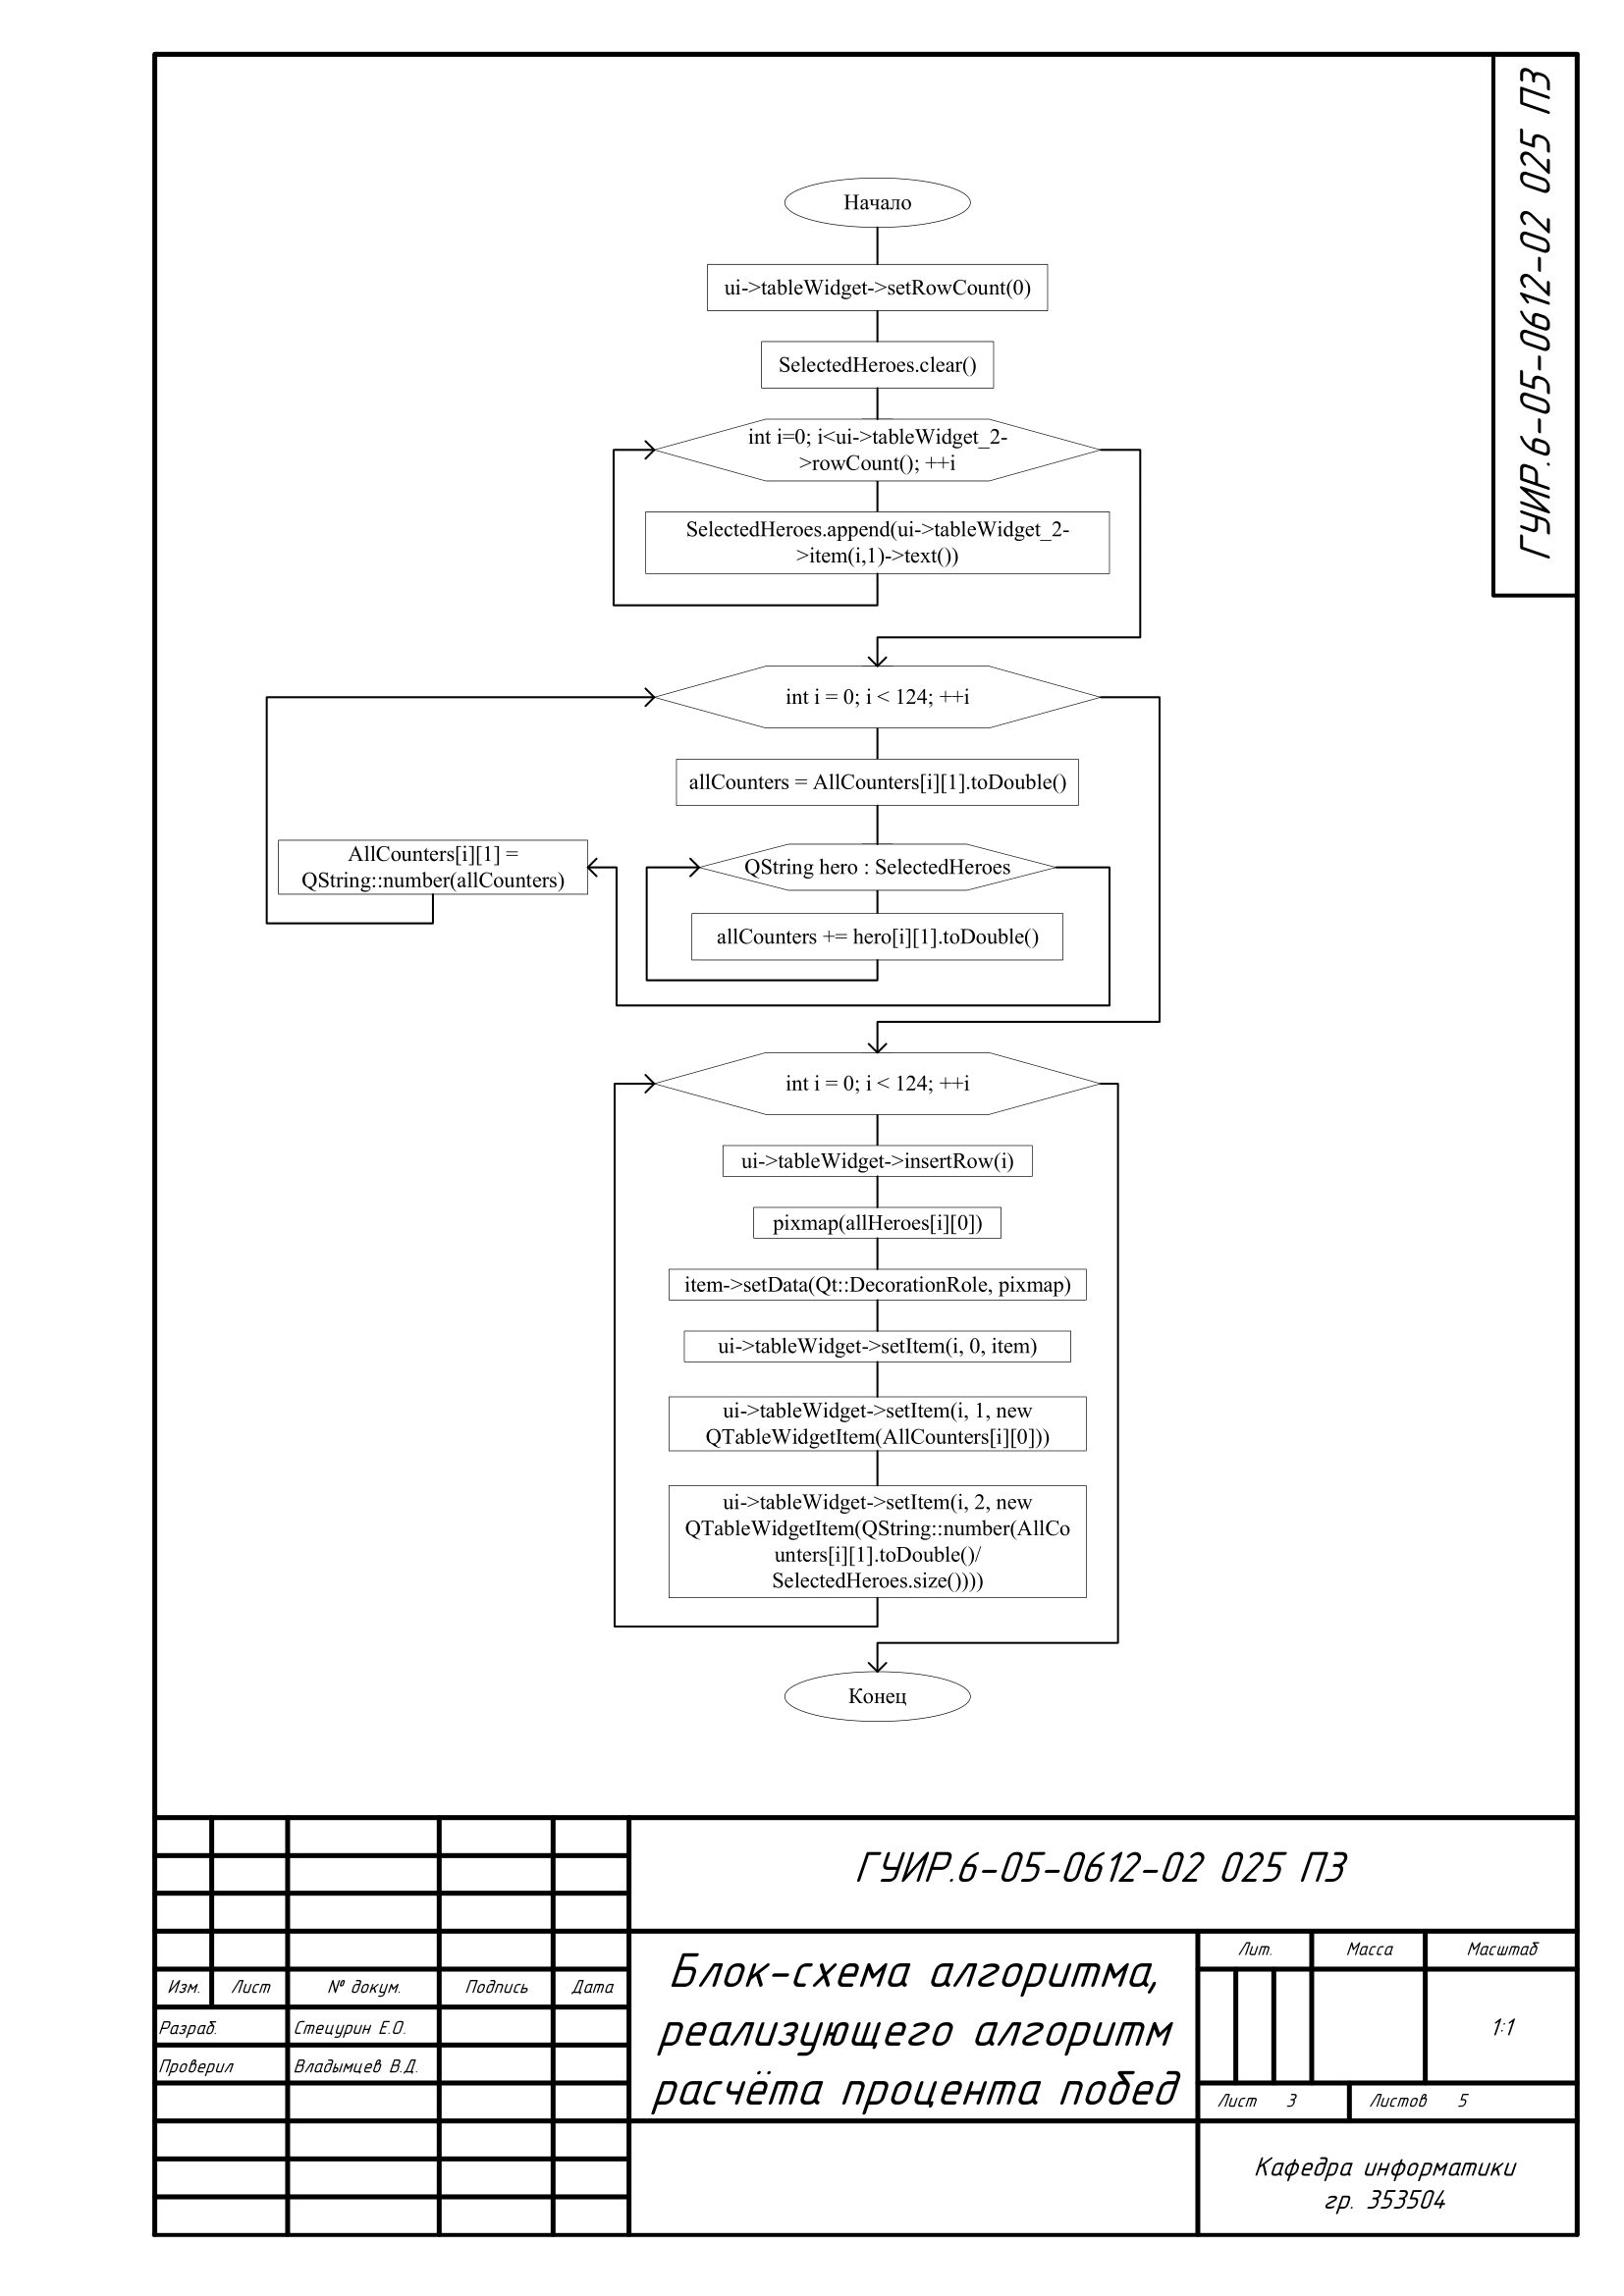 ГУИР.6-05-0612-02 025 ПЗ
Начало
ui->tableWidget->setRowCount(0)
SelectedHeroes.clear()
int i=0; i<ui->tableWidget_2-
>rowCount(); ++i
SelectedHeroes.append(ui->tableWidget_2-
>item(i,1)->text())
int i = 0; i < 124; ++i
allCounters = AllCounters[i][1].toDouble()
AllCounters[i][1] =
QString::number(allCounters)
QString hero : SelectedHeroes
allCounters += hero[i][1].toDouble()
int i = 0; i < 124; ++i
ui->tableWidget->insertRow(i)
pixmap(allHeroes[i][0])
item->setData(Qt::DecorationRole, pixmap)
ui->tableWidget->setItem(i, 0, item)
ui->tableWidget->setItem(i, 1, new
QTableWidgetItem(AllCounters[i][0]))
ui->tableWidget->setItem(i, 2, new
QTableWidgetItem(QString::number(AllCo
unters[i][1].toDouble()/
SelectedHeroes.size())))
Конец
ГУИР.6-05-0612-02 025 ПЗ
Изм. Лист № докум. Подпись Дата
Разраб. Стецурин Е.О.
Проверил Владымцев В.Д.
Блок-схема алгоритма,
реализующего алгоритм
расчёта процента побед
Лит. Масса Масштаб
1:1
Лист 3 Листов 5
Кафедра информатики
гр. 353504